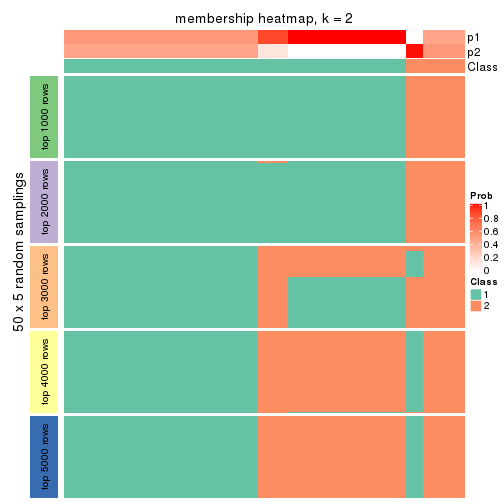 membership heatmap, k = 2
p1
p2
Class
50 x 5 random samplings
top 1000 rows
top 2000 rows
top 3000 rows
top 4000 rows
top 5000 rows
Prob
1
0.8
0.6
0.4
0.2
0
Class
1
2